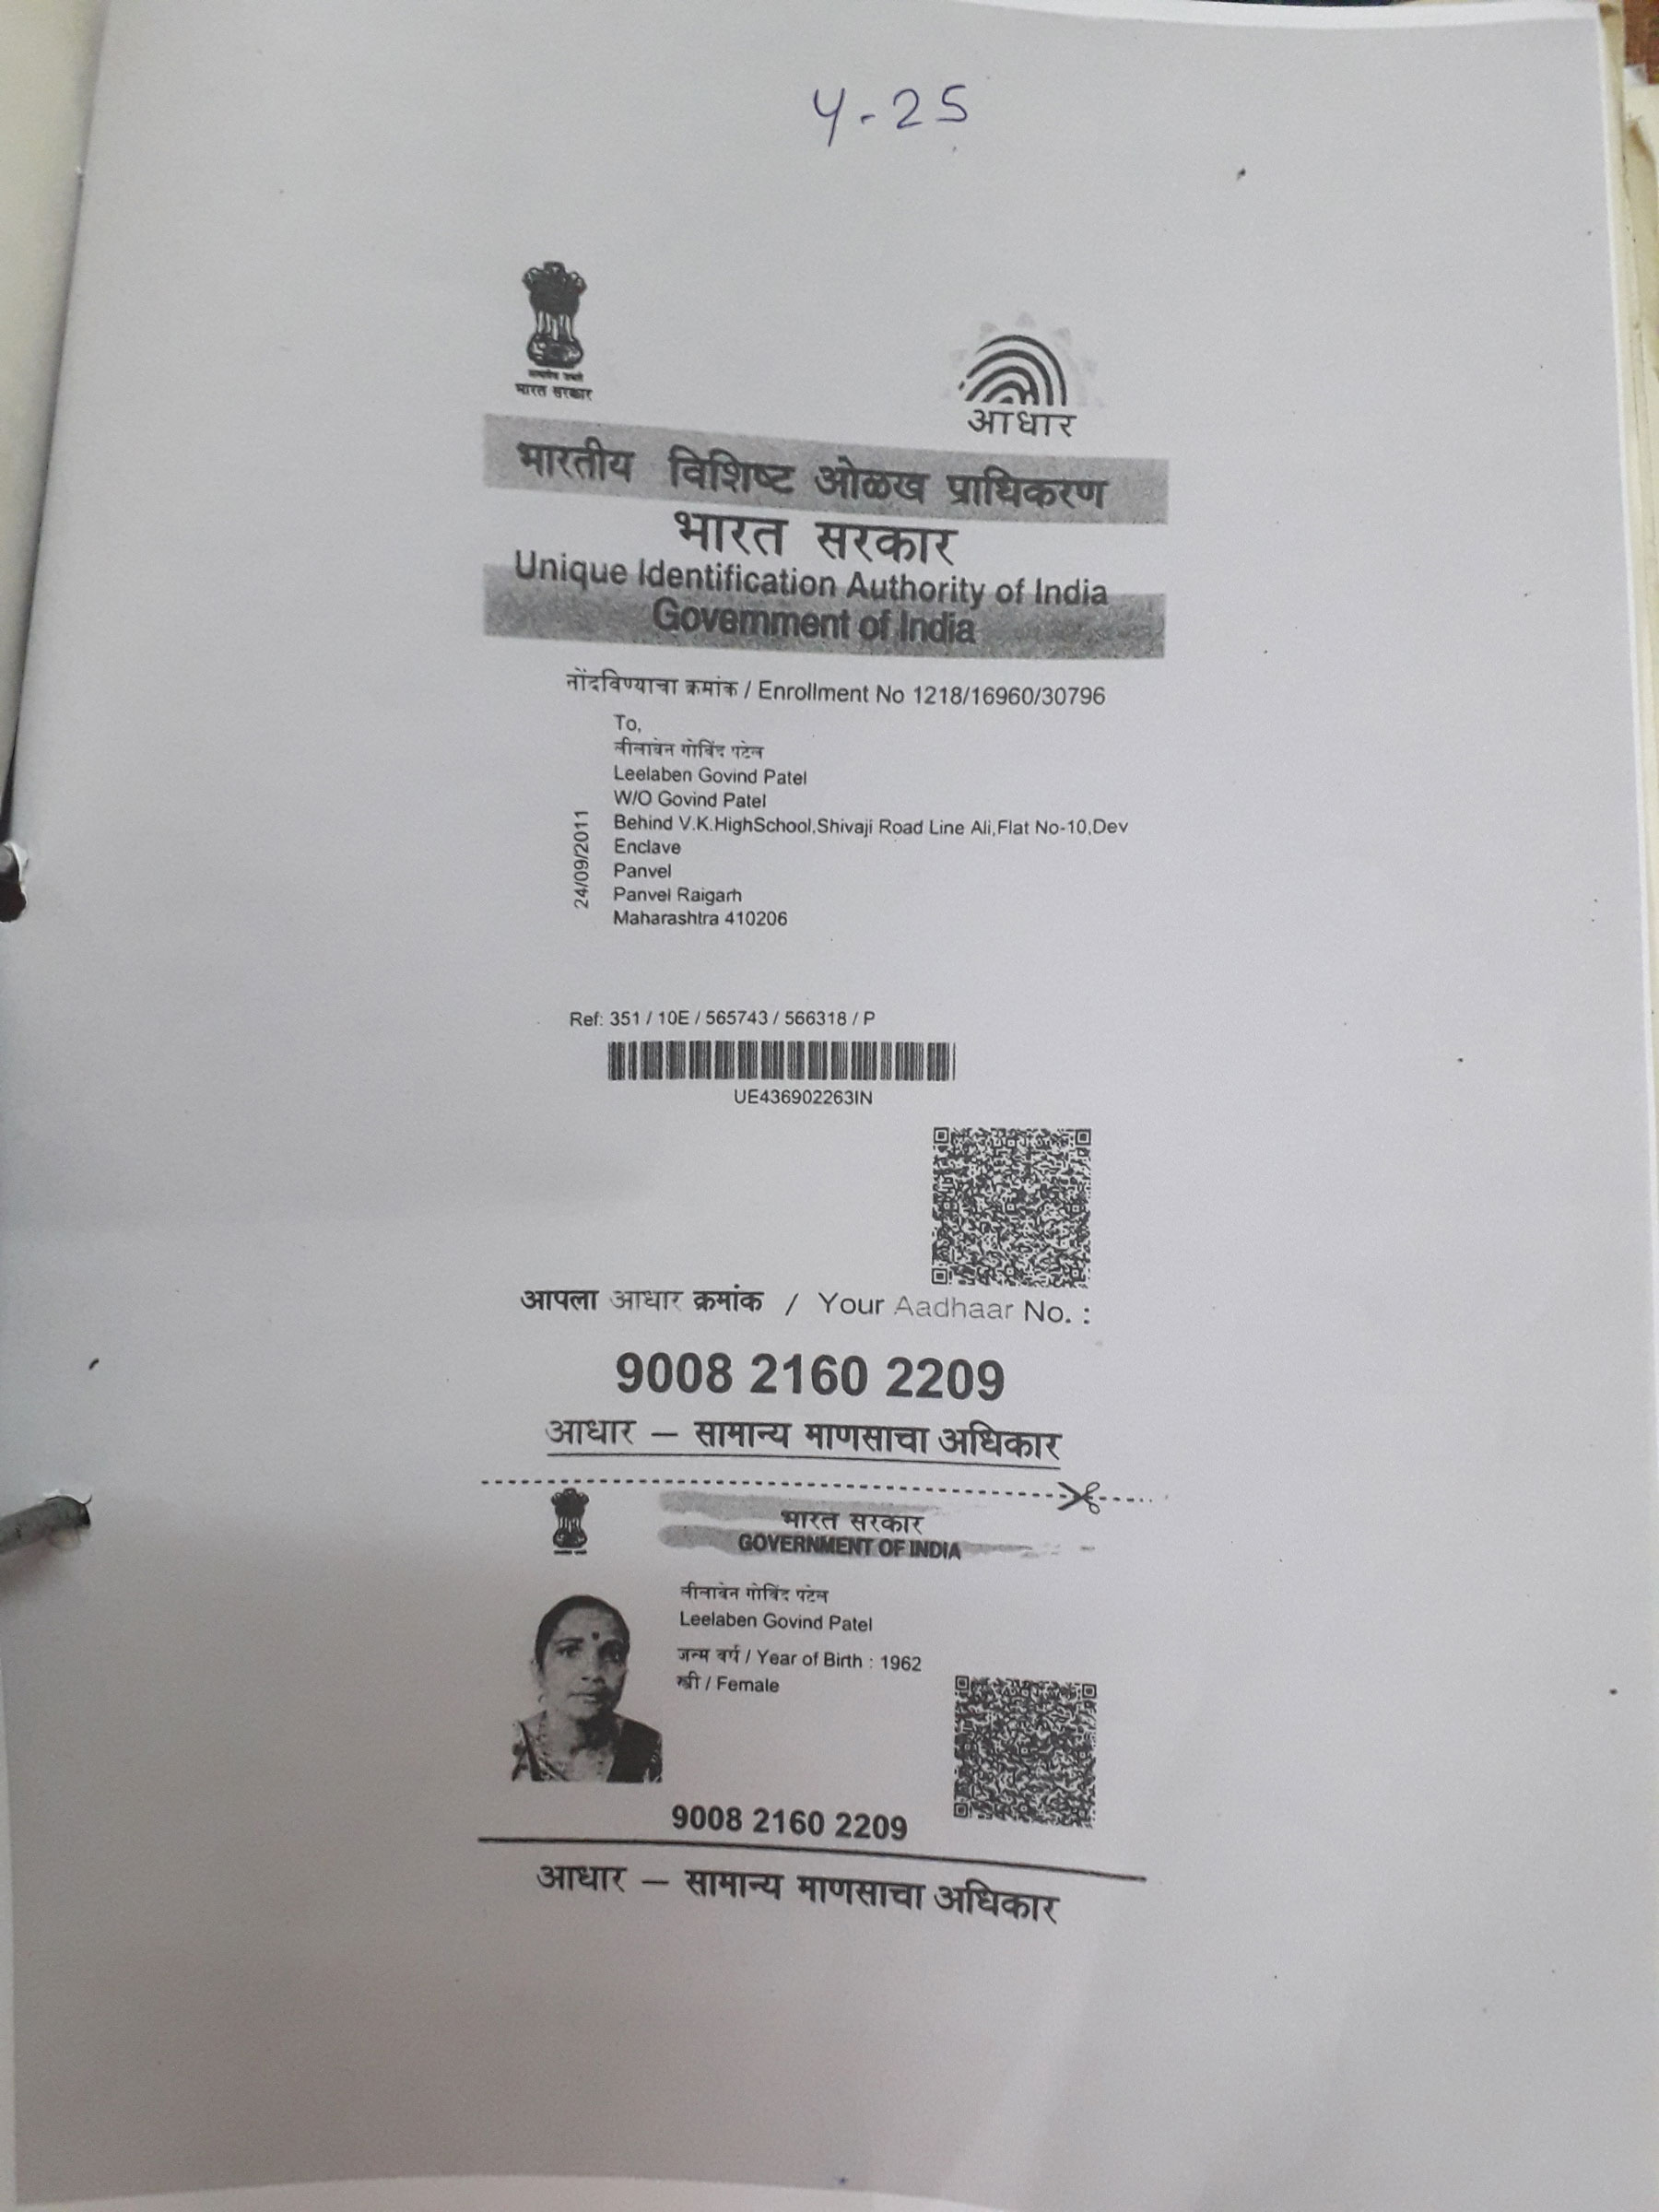 4-25
भारत सरकार
आधार
भारतीय विशिष्ट ओळख प्राधिकरण
भारत सरकार
Unique Identification Authority of India
Government of India
नोंदविण्याचा क्रमांक / Enrollment No 1218/16960/30796
To,
लीलाबेन गोविंद पटेल
Leelaben Govind Patel
W/O Govind Patel
Behind V.K.HighSchool,Shivaji Road Line Ali,Flat No-10,Dev
Enclave
Panvel
Panvel Raigarh
Maharashtra 410206
24/09/2011
Ref: 351 / 10E / 565743 / 566318 / P
UE436902263IN
आपला आधार क्रमांक / Your Aadhaar No. :
9008 2160 2209
आधार — सामान्य माणसाचा अधिकार
भारत सरकार
GOVERNMENT OF INDIA
लीलाबेन गोविंद पटेल
Leelaben Govind Patel
जन्म वर्ष / Year of Birth : 1962
स्त्री / Female
9008 2160 2209
आधार — सामान्य माणसाचा अधिकार